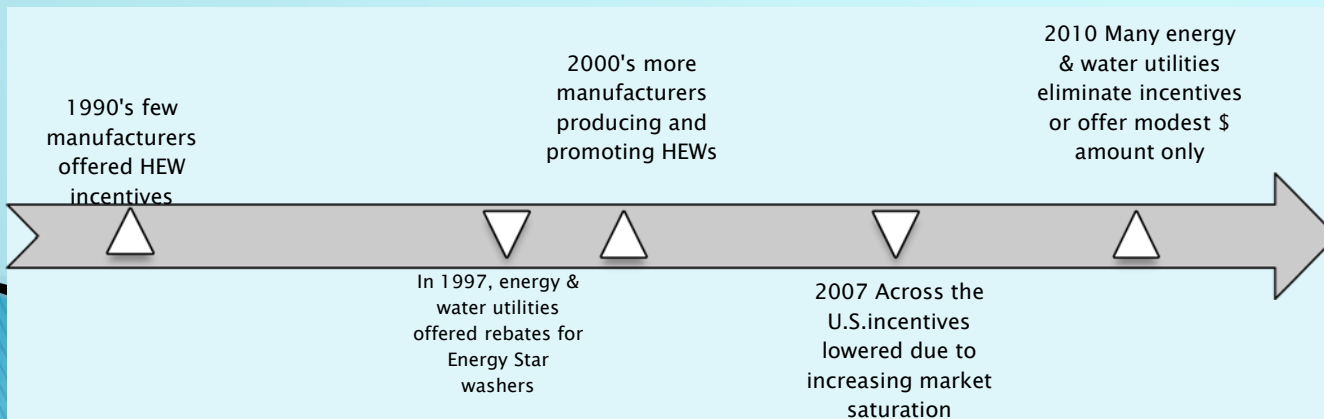 1990's few
manufacturers
offered HEW
incentives
In 1997, energy &
water utilities
offered rebates for
Energy Star
washers
2000's more
manufacturers
producing and
promoting HEWs
2007 Across the
U.S.incentives
lowered due to
increasing market
saturation
2010 Many energy
& water utilities
eliminate incentives
or offer modest $
amount only